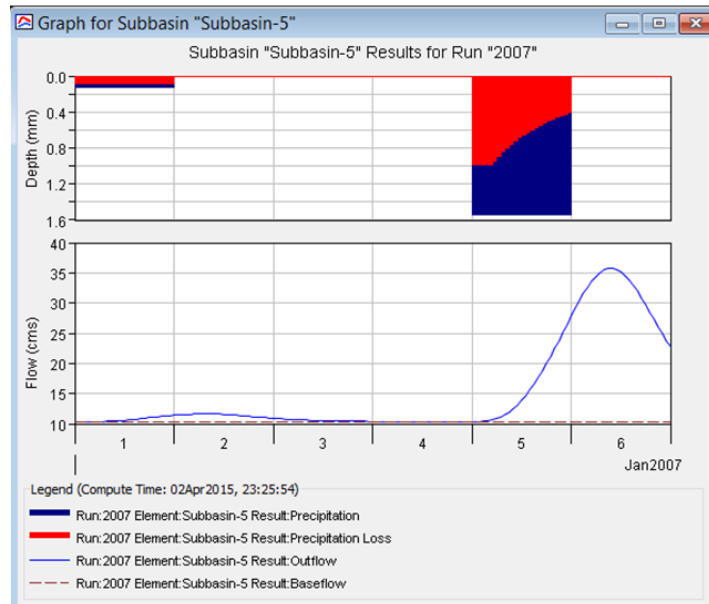 Graph for Subbasin "Subbasin-5"
Subbasin "Subbasin-5" Results for Run "2007"
0.0
0.4
0.8
1.2
1.6
Depth (mm)
40
35
30
25
20
15
10
Flow (cms)
1 2 3 4 5 6
Jan2007
Legend (Compute Time: 02Apr2015, 23:25:54)
Run:2007 Element:Subbasin-5 Result:Precipitation
Run:2007 Element:Subbasin-5 Result:Precipitation Loss
Run:2007 Element:Subbasin-5 Result:Outflow
Run:2007 Element:Subbasin-5 Result:Baseflow